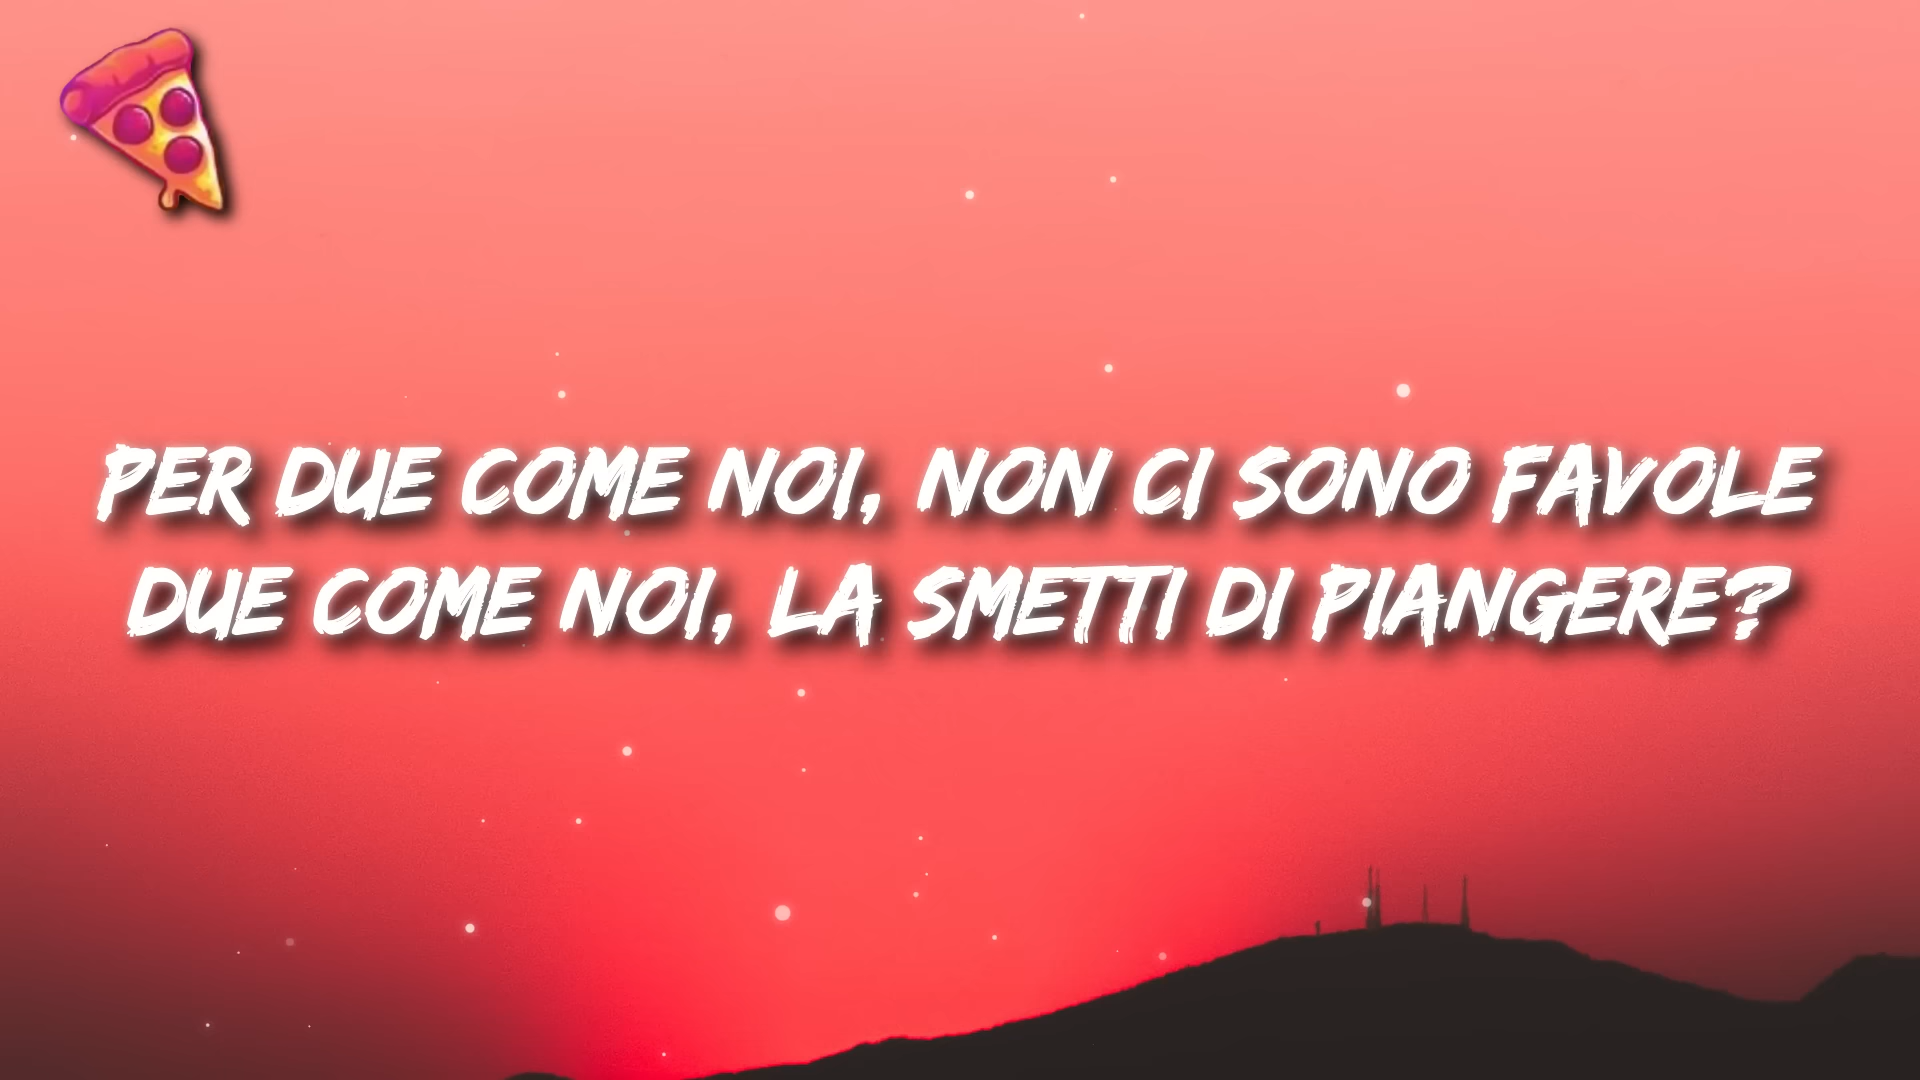 PER DUE COME NOI, NON CI SONO FAVOLE
DUE COME NOI, LA SMETTI DI PIANGERE?